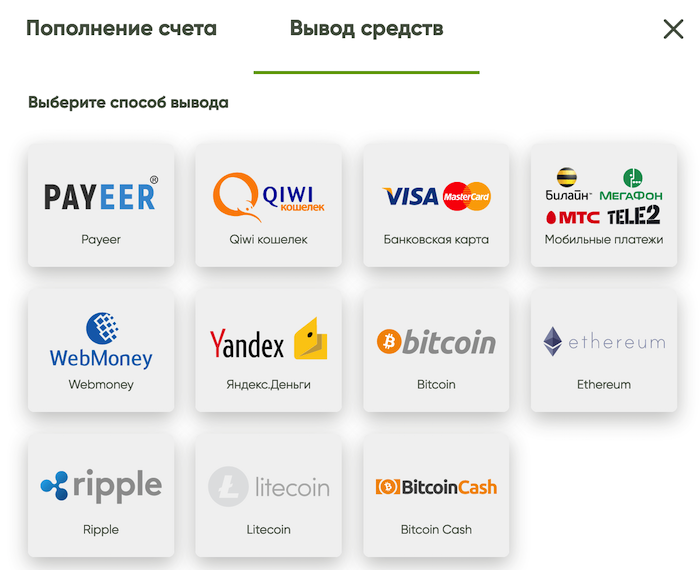 Пополнение счета
Вывод средств
Выберите способ вывода
PAYEER®
Payeer
QIWI
кошелек
Qiwi кошелек
VISA MasterCard
Банковская карта
Билайн™ МЕГАФОН
МТС TELE2
Мобильные платежи
WebMoney
Webmoney
Yandex
Яндекс.Деньги
bitcoin
Bitcoin
ethereum
Ethereum
ripple
Ripple
litecoin
Litecoin
BitcoinCash
Bitcoin Cash